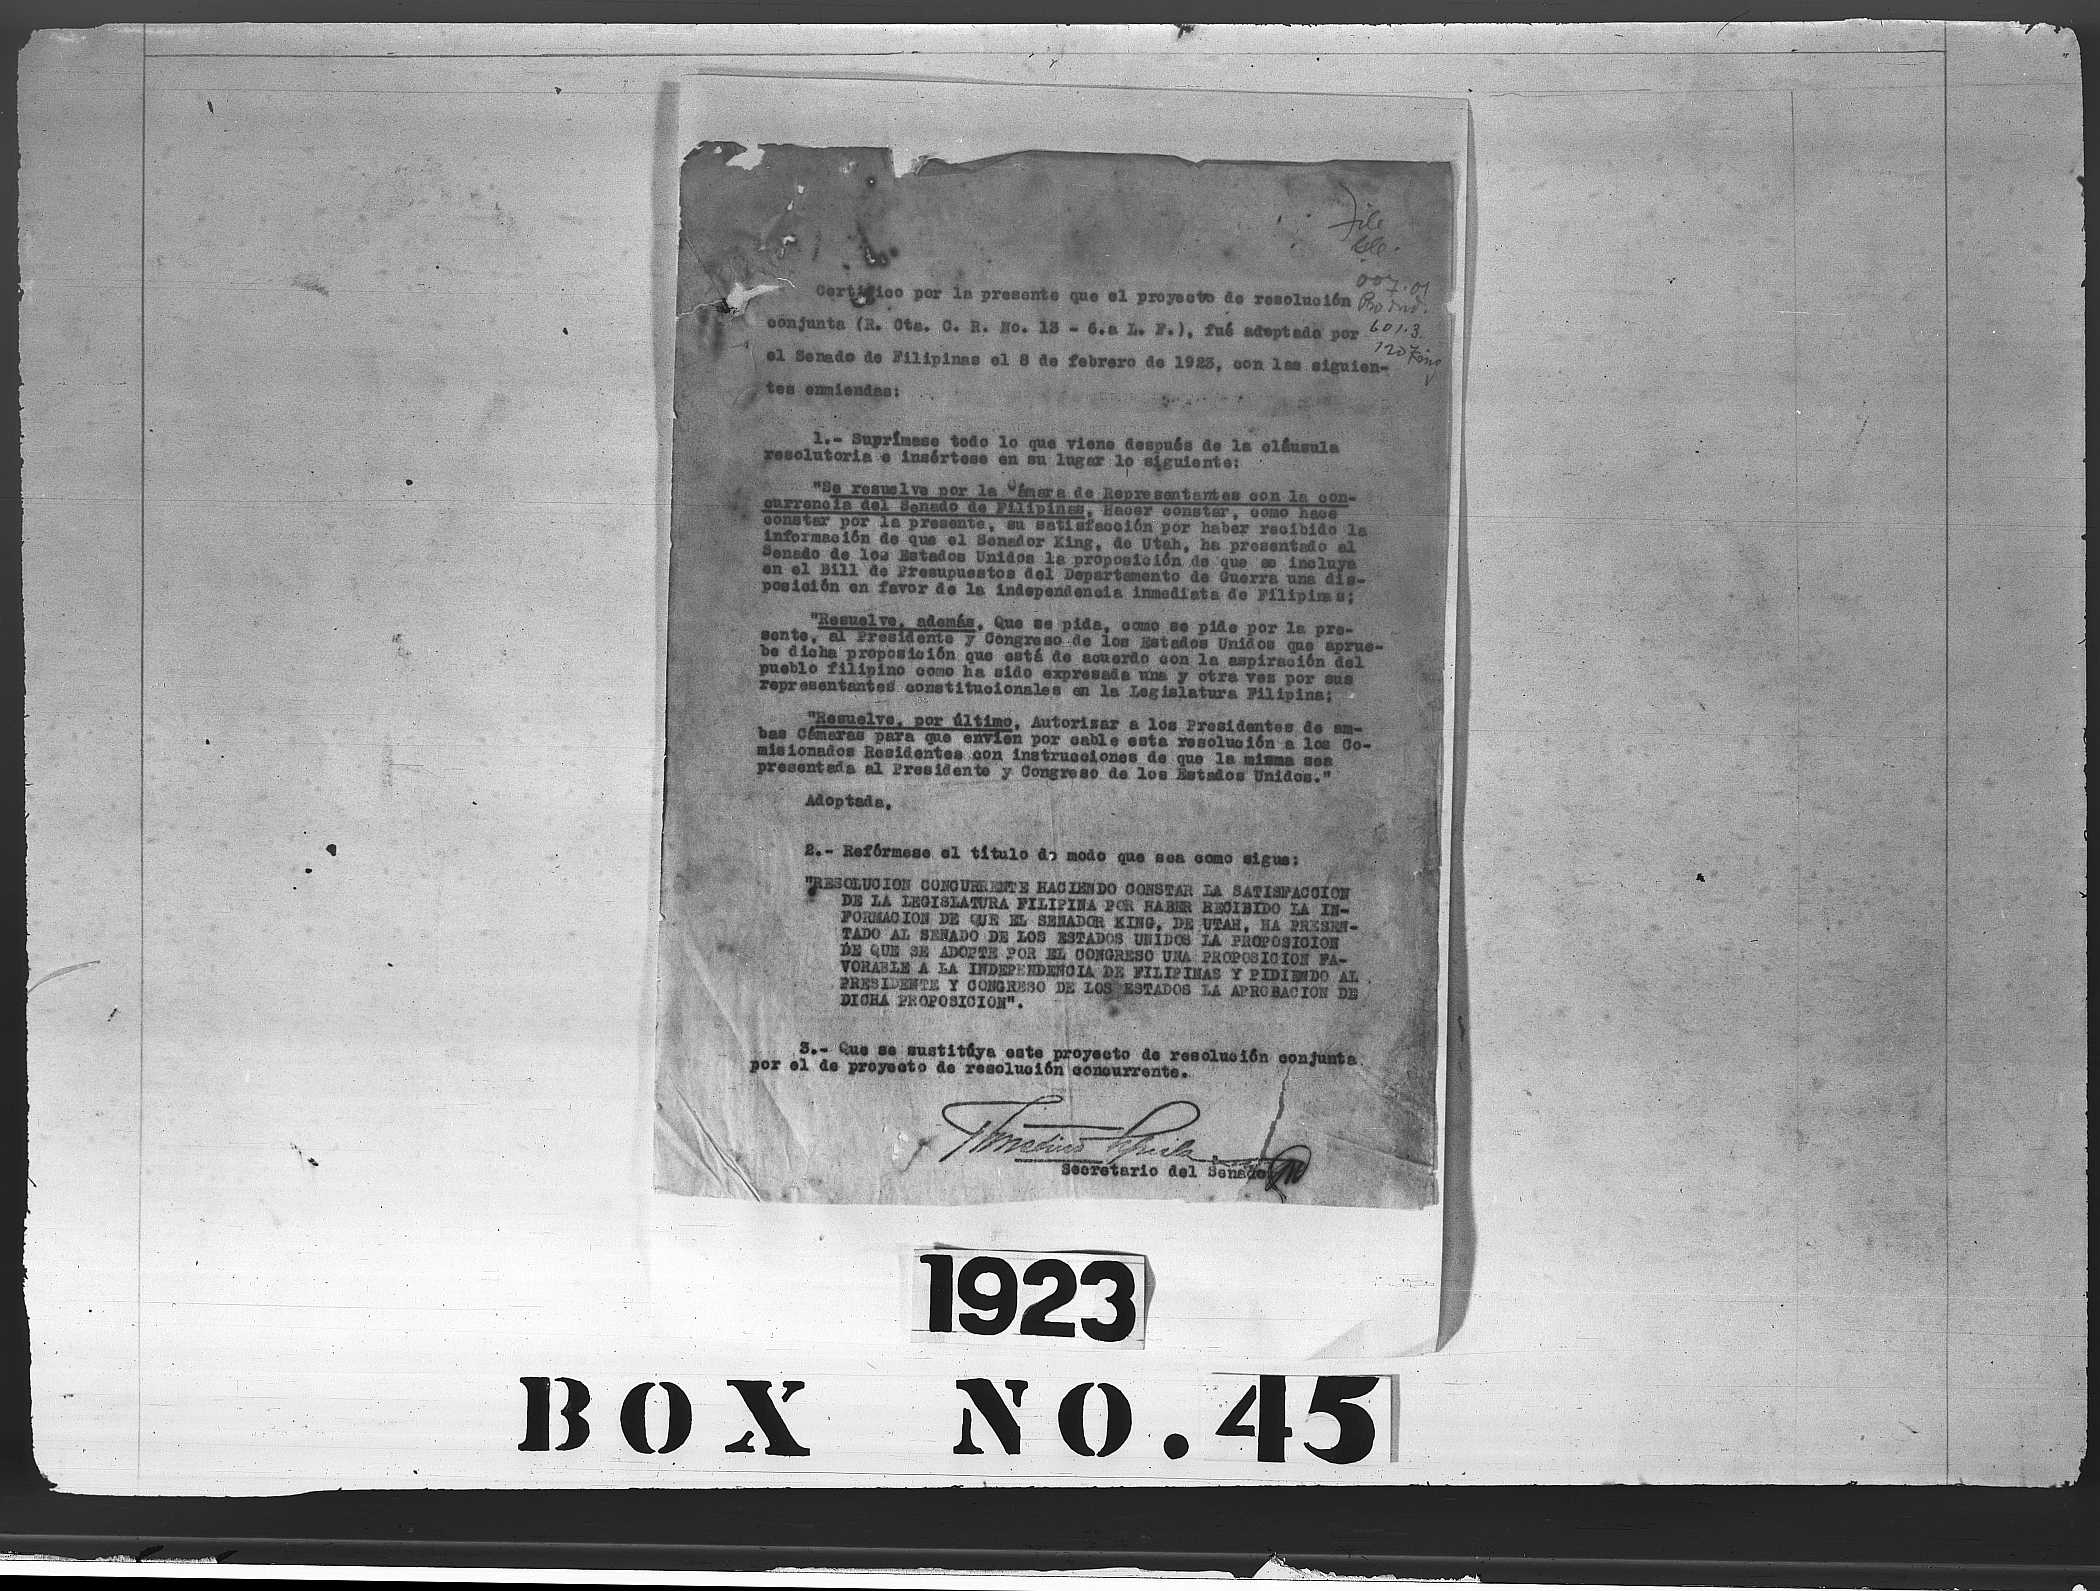 File
007.01
601.3
Certifico por la presente que el proyecto de resolución
conjunta (R. Cta. C. R. No. 13 - 6.a L. F.), fué adoptado por
el Senado de Filipinas el 8 de febrero de 1923, con las siguien-
tes enmiendas:
1.- Suprímase todo lo que viene después de la cláusula
resolutoria e insértese en su lugar lo siguiente:
"Se resuelve por la Cámara de Representantes con la con-
currencia del Senado de Filipinas, Hacer constar, como hace
constar por la presente, su satisfacción por haber recibido la
información de que el Senador King, de Utah, ha presentado al
Senado de los Estados Unidos la proposición de que se incluya
en el Bill de Presupuestos del Departamento de Guerra una dis-
posición en favor de la independencia inmediata de Filipinas;
"Resuelve, además, Que se pida, como se pide por la pre-
sente, al Presidente y Congreso de los Estados Unidos que aprue-
be dicha proposición que está de acuerdo con la aspiración del
pueblo filipino como ha sido expresada una y otra vez por sus
representantes constitucionales en la Legislatura Filipina;
"Resuelve, por último, Autorizar a los Presidentes de am-
bas Cámaras para que envíen por cable esta resolución a los Co-
misionados Residentes con instrucciones de que la misma sea
presentada al Presidente y Congreso de los Estados Unidos."
Adoptada.
2.- Refórmese el título de modo que sea como sigue:
"RESOLUCION CONCURRENTE HACIENDO CONSTAR LA SATISFACCION
DE LA LEGISLATURA FILIPINA POR HABER RECIBIDO LA IN-
FORMACION DE QUE EL SENADOR KING, DE UTAH, HA PRESEN-
TADO AL SENADO DE LOS ESTADOS UNIDOS LA PROPOSICION
DE QUE SE ADOPTE POR EL CONGRESO UNA PROPOSICION FA-
VORABLE A LA INDEPENDENCIA DE FILIPINAS Y PIDIENDO AL
PRESIDENTE Y CONGRESO DE LOS ESTADOS LA APROBACION DE
DICHA PROPOSICION".
3.- Que se sustitúya este proyecto de resolución conjunta
por el de proyecto de resolución concurrente.
Secretario del Senado
1923
BOX NO. 45